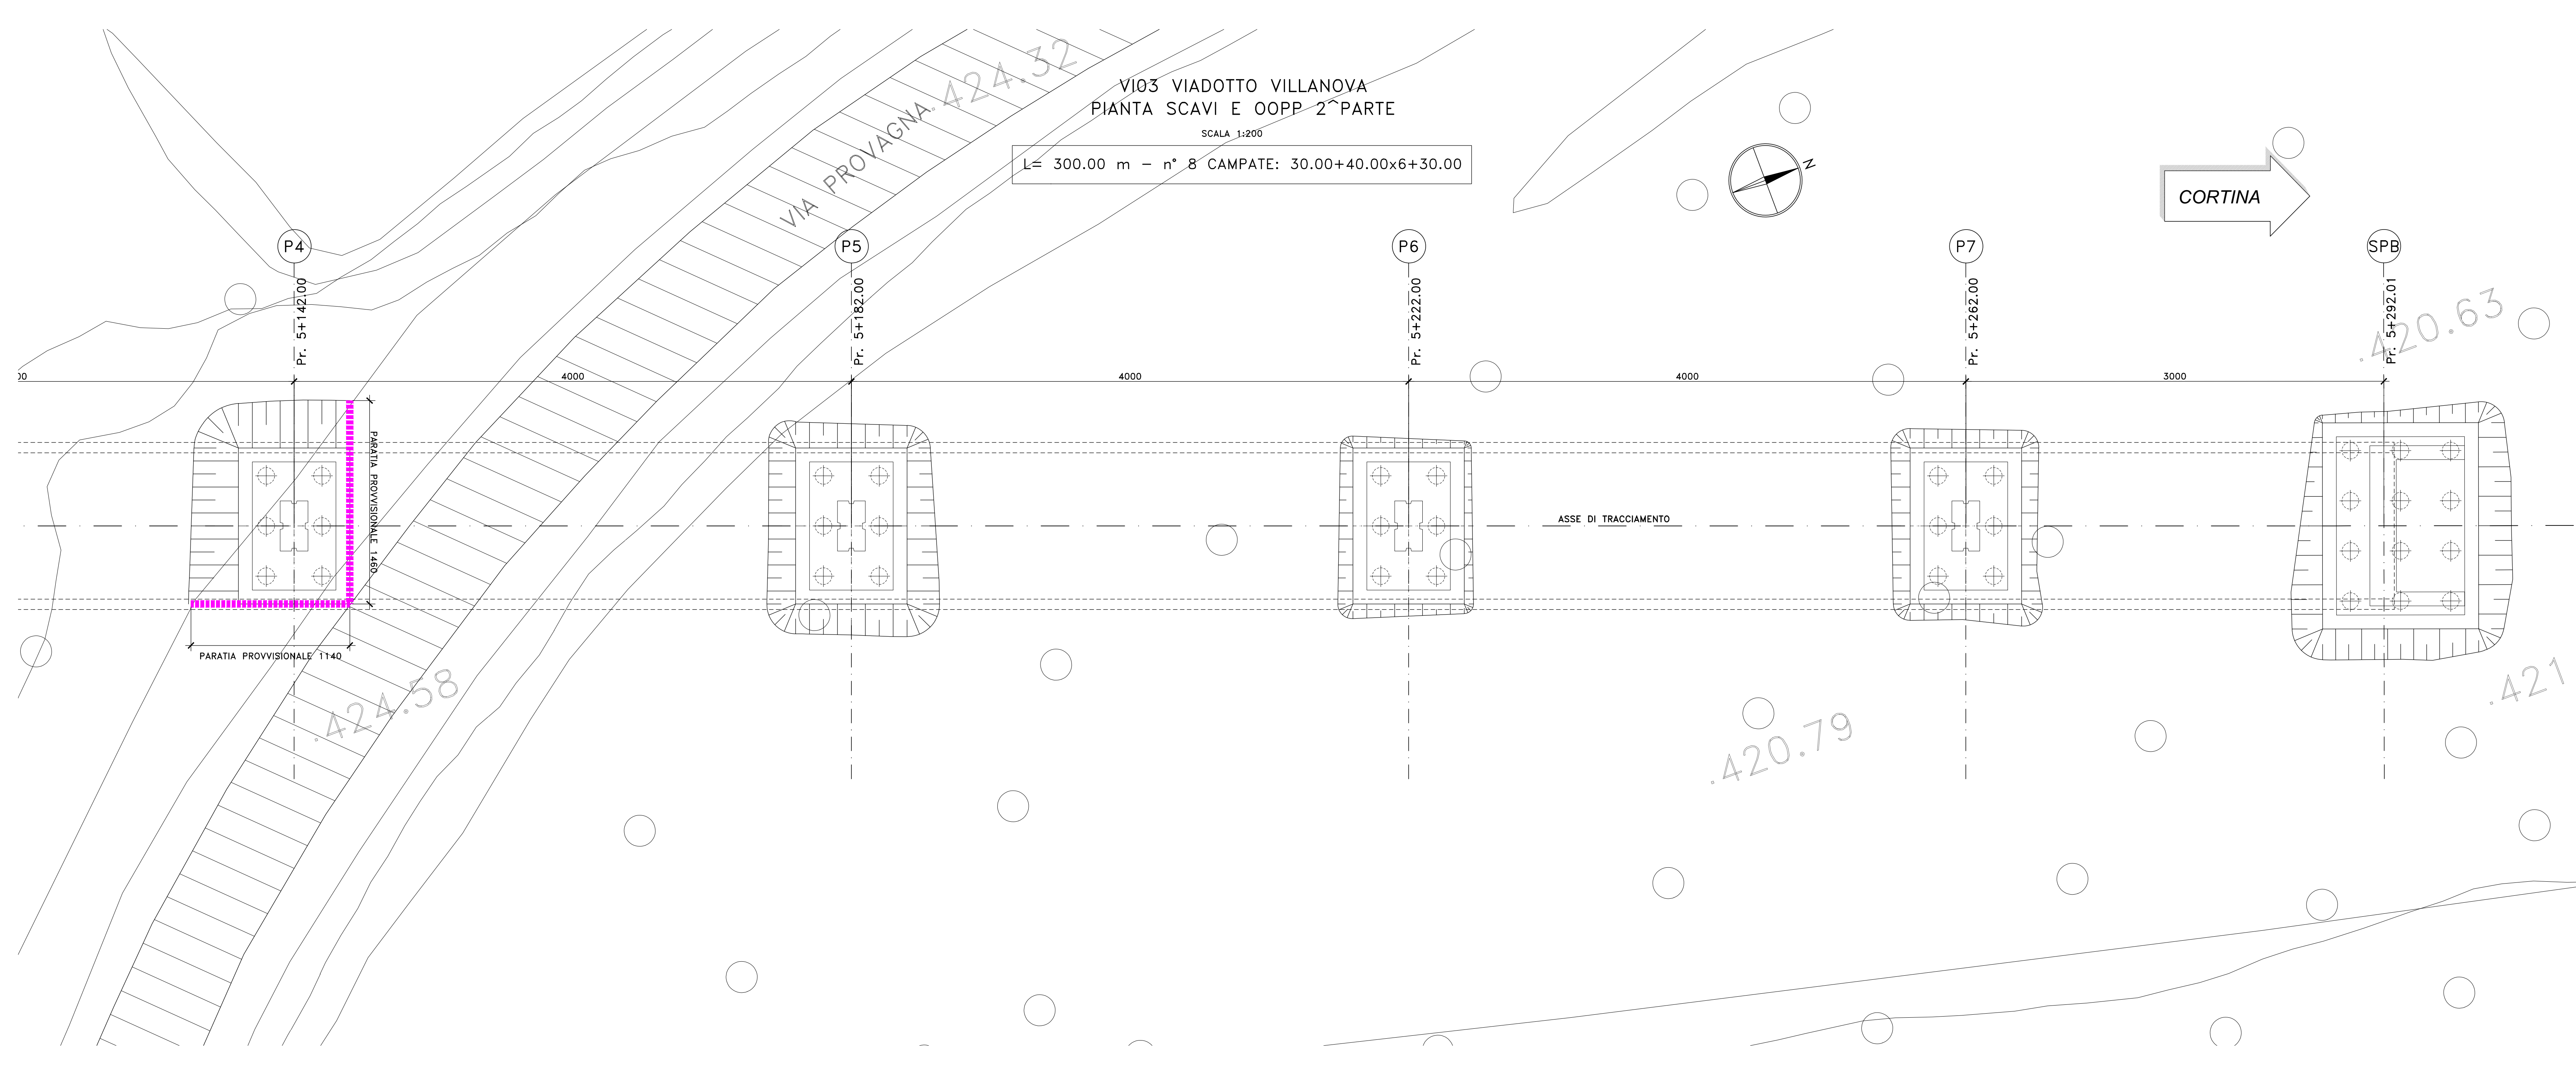 VI03 VIADOTTO VILLANOVA
PIANTA SCAVI E OOPP 2^PARTE
SCALA 1:200
L= 300.00 m - n° 8 CAMPATE: 30.00+40.00x6+30.00
.424.32
VIA PROVAGNA
N
CORTINA
P4
P5
P6
P7
SPB
Pr. 5+142.00
Pr. 5+182.00
Pr. 5+222.00
Pr. 5+262.00
Pr. 5+292.01
.420.63
00
4000
4000
4000
3000
PARATIA PROVVISIONALE 1460
ASSE DI TRACCIAMENTO
PARATIA PROVVISIONALE 1140
.424.58
.420.79
.421